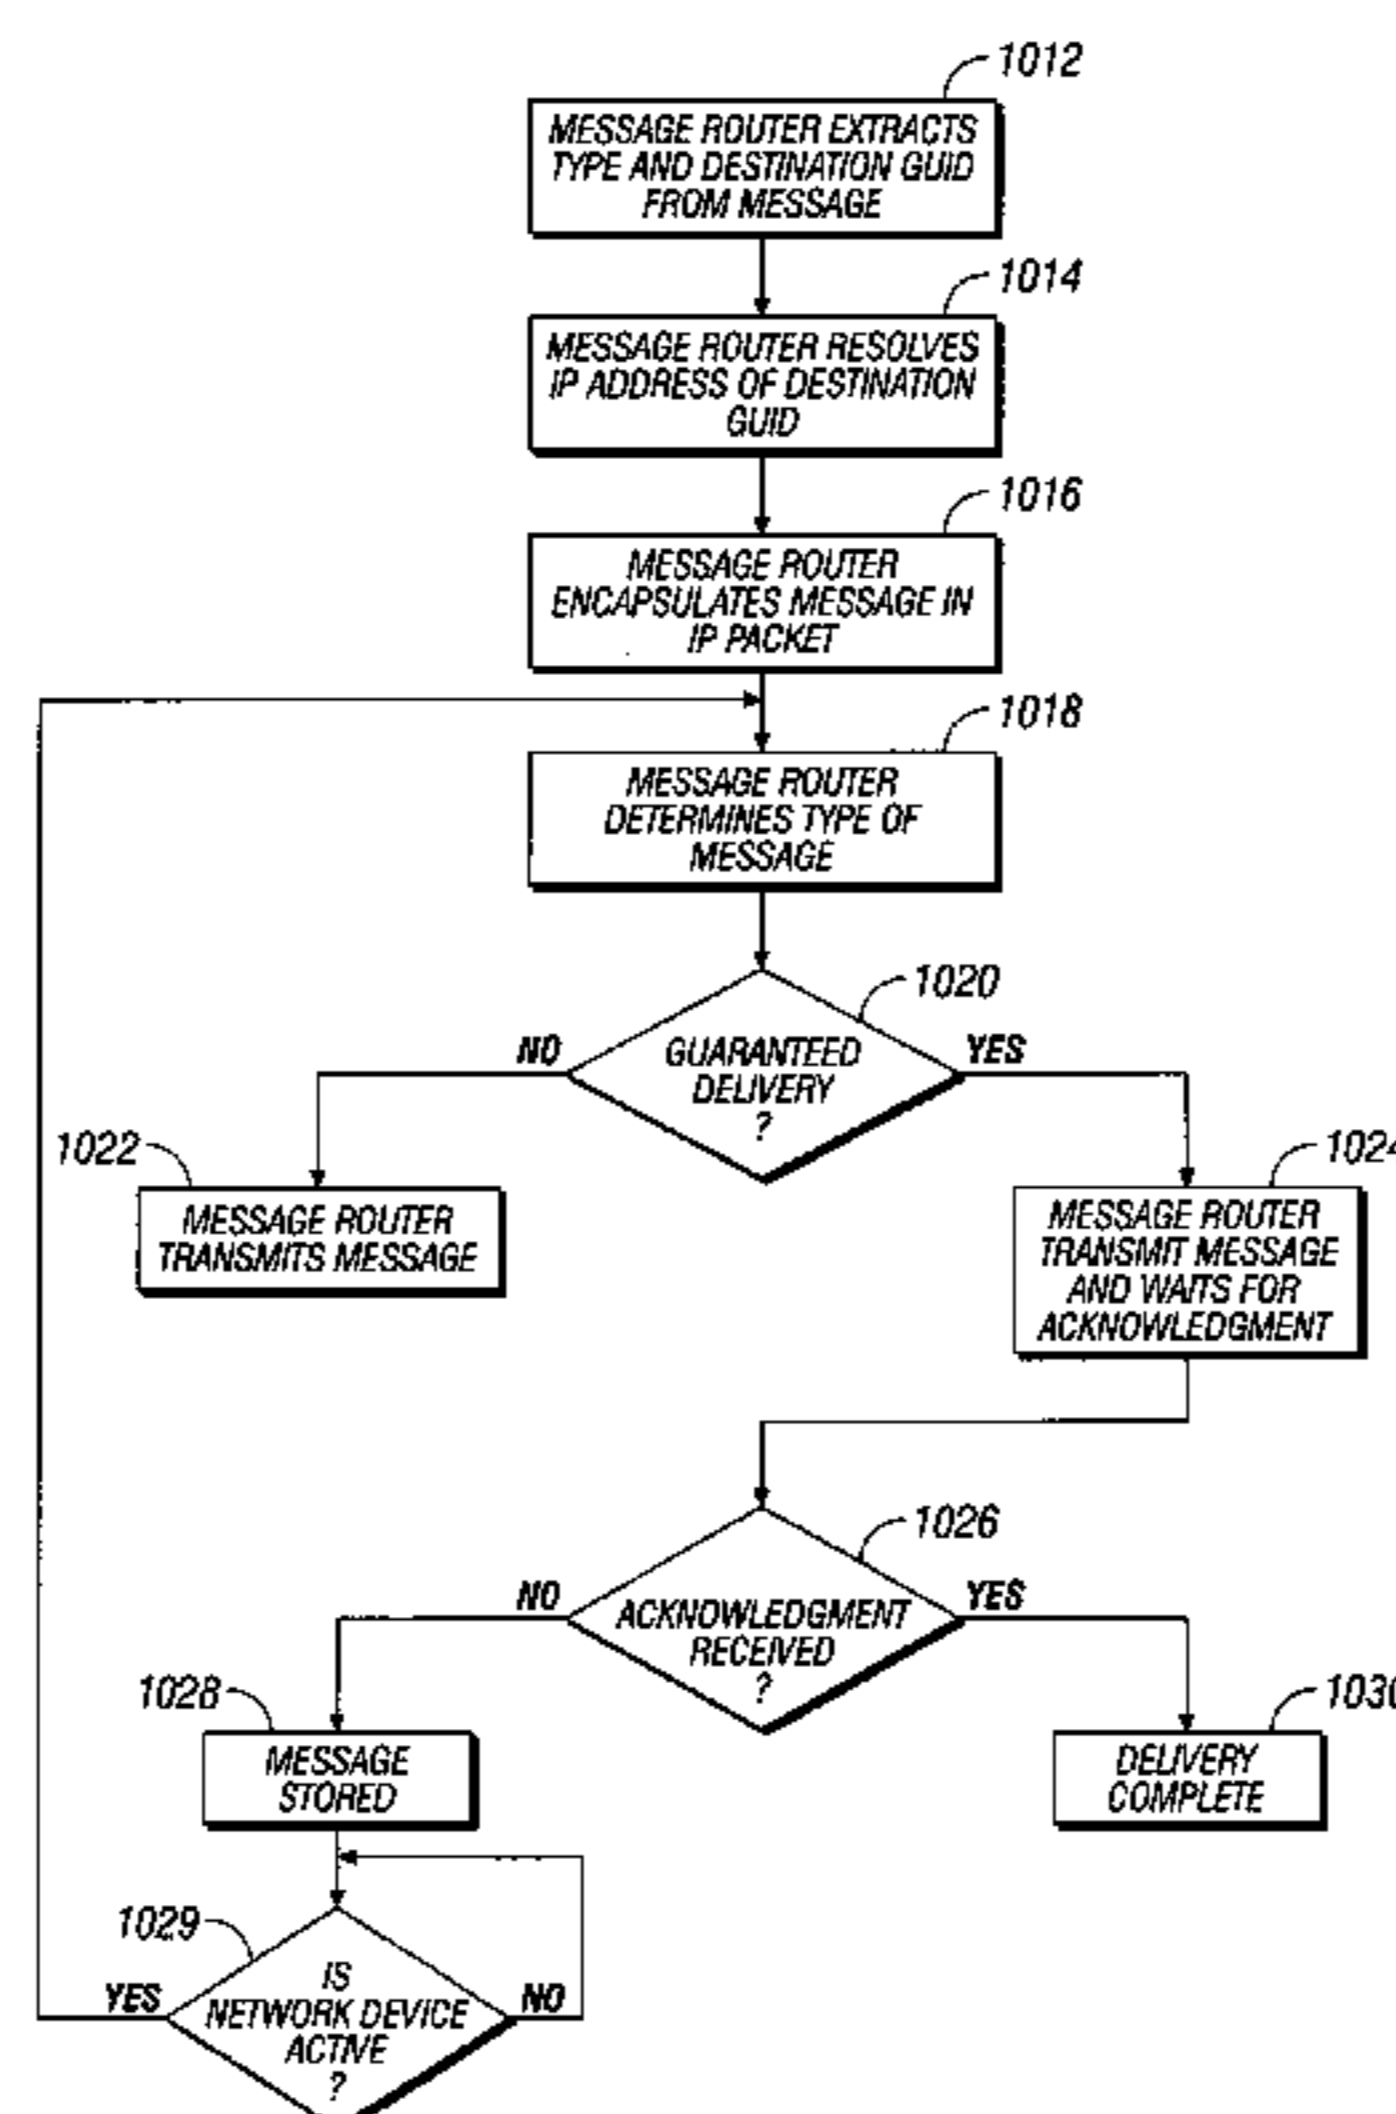 1012
MESSAGE ROUTER EXTRACTS
TYPE AND DESTINATION GUID
FROM MESSAGE
1014
MESSAGE ROUTER RESOLVES
IP ADDRESS OF DESTINATION
GUID
1016
MESSAGE ROUTER
ENCAPSULATES MESSAGE IN
IP PACKET
1018
MESSAGE ROUTER
DETERMINES TYPE OF
MESSAGE
1020
NO
GUARANTEED
DELIVERY
?
YES
1022
MESSAGE ROUTER
TRANSMITS MESSAGE
1024
MESSAGE ROUTER
TRANSMIT MESSAGE
AND WAITS FOR
ACKNOWLEDGMENT
1026
NO
ACKNOWLEDGMENT
RECEIVED
?
YES
1028
MESSAGE
STORED
1030
DELIVERY
COMPLETE
1029
YES
IS
NETWORK DEVICE
ACTIVE
?
NO